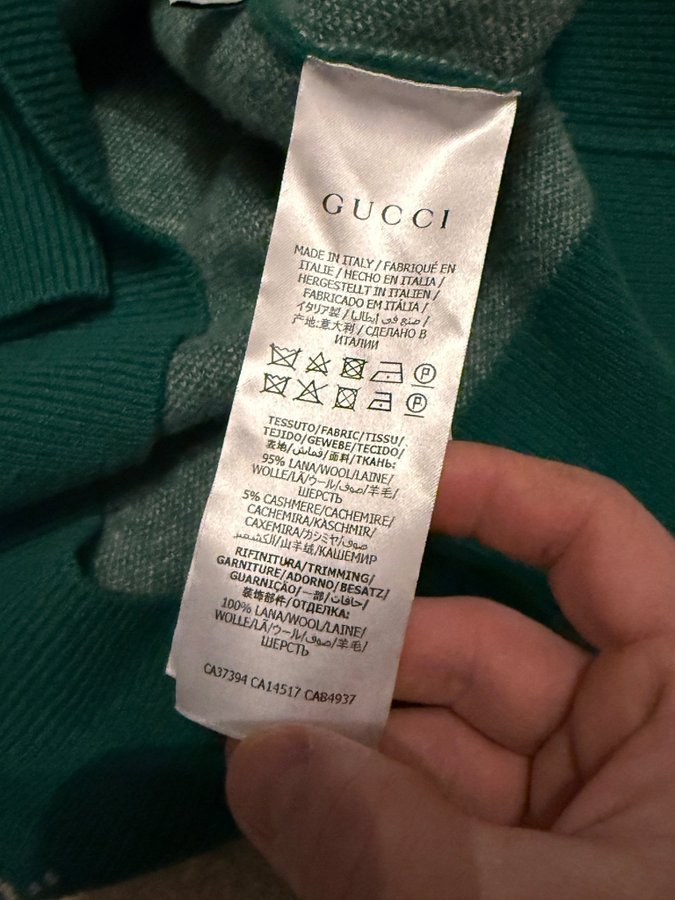 GUCCI
MADE IN ITALY / FABRIQUÉ EN
ITALIE / HECHO EN ITALIA /
HERGESTELLT IN ITALIEN /
FABRICADO EM ITÁLIA /
イタリア製 / صنع في إيطاليا /
产地:意大利 / СДЕЛАНО В
ИТАЛИИ
P
P
TESSUTO/FABRIC/TISSU/
TEJIDO/GEWEBE/TECIDO/
表地/قماش/面料/ТКАНЬ:
95% LANA/WOOL/LAINE/
WOLLE/LÃ/ウール/صوف/羊毛/
ШЕРСТЬ
5% CASHMERE/CACHEMIRE/
CACHEMIRA/KASCHMIR/
CAXEMIRA/カシミヤ/صوف
الكشمير/山羊绒/КАШЕМИР
RIFINITURA/TRIMMING/
GARNITURE/ADORNO/BESATZ/
GUARNIÇÃO/一部/حافات/
装饰部件/ОТДЕЛКА:
100% LANA/WOOL/LAINE/
WOLLE/LÃ/ウール/صوف/羊毛/
ШЕРСТЬ
CA37394 CA14517 CA84937